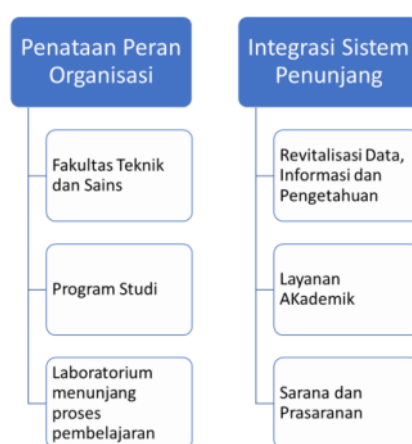 Penataan Peran
Organisasi
Fakultas Teknik
dan Sains
Program Studi
Laboratorium
menunjang
proses
pembelajaran
Integrasi Sistem
Penunjang
Revitalisasi Data,
Informasi dan
Pengetahuan
Layanan
AKademik
Sarana dan
Prasaranan